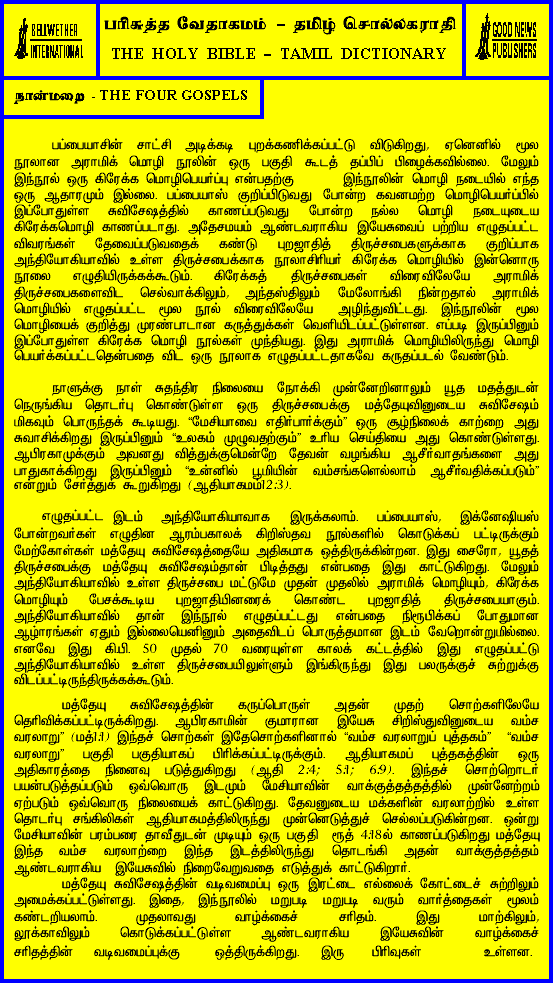 BELLWETHER
INTERNATIONAL
பரிசுத்த வேதாகமம் – தமிழ் சொல்லகராதி
THE HOLY BIBLE – TAMIL DICTIONARY
GOOD NEWS
PUBLISHERS
நான்மறை - THE FOUR GOSPELS
பப்பையாசின் சாட்சி அடிக்கடி புறக்கணிக்கப்பட்டு விடுகிறது, ஏனெனில் மூல
நூலான அராமிக் மொழி நூலின் ஒரு பகுதி கூடத் தப்பிப் பிழைக்கவில்லை. மேலும்
இந்நூல் ஒரு கிரேக்க மொழிபெயர்ப்பு என்பதற்கு இந்நூலின் மொழி நடையில் எந்த
ஒரு ஆதாரமும் இல்லை. பப்பையாஸ் குறிப்பிடுவது போன்ற கவனமற்ற மொழிபெயர்ப்பில்
இப்போதுள்ள சுவிசேஷத்தில் காணப்படுவது போன்ற நல்ல மொழி நடையுடைய
கிரேக்கமொழி காணப்படாது. அதேசமயம் ஆண்டவராகிய இயேசுவைப் பற்றிய எழுதப்பட்ட
விவரங்கள் தேவைப்படுவதைக் கண்டு புறஜாதித் திருச்சபைகளுக்காக குறிப்பாக
அந்தியோகியாவில் உள்ள திருச்சபைக்காக நூலாசிரியர் கிரேக்க மொழியில் இன்னொரு
நூலை எழுதியிருக்கக்கூடும். கிரேக்கத் திருச்சபைகள் விரைவிலேயே அராமிக்
திருச்சபைகளைவிட செல்வாக்கிலும், அந்தஸ்திலும் மேலோங்கி நின்றதால் அராமிக்
மொழியில் எழுதப்பட்ட மூல நூல் விரைவிலேயே அழிந்துவிட்டது. இந்நூலின் மூல
மொழியைக் குறித்து முரண்பாடான கருத்துக்கள் வெளியிடப்பட்டுள்ளன. எப்படி இருப்பினும்
இப்போதுள்ள கிரேக்க மொழி நூல்கள் முந்தியது. இது அராமிக் மொழியிலிருந்து மொழி
பெயர்க்கப்பட்டதென்பதை விட ஒரு நூலாக எழுதப்பட்டதாகவே கருதப்படல் வேண்டும்.
நாளுக்கு நாள் சுதந்திர நிலையை நோக்கி முன்னேறினாலும் யூத மதத்துடன்
நெருங்கிய தொடர்பு கொண்டுள்ள ஒரு திருச்சபைக்கு மத்தேயுவினுடைய சுவிசேஷம்
மிகவும் பொருந்தக் கூடியது. “மேசியாவை எதிர்பார்க்கும்” ஒரு சூழ்நிலைக் காற்றை அது
சுவாசிக்கிறது இருப்பினும் “உலகம் முழுவதற்கும்” உரிய செய்தியை அது கொண்டுள்ளது.
ஆபிரகாமுக்கும் அவனது வித்துக்குமென்றே தேவன் வழங்கிய ஆசீர்வாதங்களை அது
பாதுகாக்கிறது இருப்பினும் “உன்னில் பூமியின் வம்சங்களெல்லாம் ஆசீர்வதிக்கப்படும்”
என்றும் சேர்த்துக் கூறுகிறது (ஆதியாகமம்12:3).
எழுதப்பட்ட இடம் அந்தியோகியாவாக இருக்கலாம். பப்பையாஸ், இக்னேஷியஸ்
போன்றவர்கள் எழுதின ஆரம்பகாலக் கிறிஸ்தவ நூல்களில் கொடுக்கப் பட்டிருக்கும்
மேற்கோள்கள் மத்தேயு சுவிசேஷத்தையே அதிகமாக ஒத்திருக்கின்றன. இது சைரோ, யூதத்
திருச்சபைக்கு மத்தேயு சுவிசேஷம்தான் பிடித்தது என்பதை இது காட்டுகிறது. மேலும்
அந்தியோகியாவில் உள்ள திருச்சபை மட்டுமே முதன் முதலில் அராமிக் மொழியும், கிரேக்க
மொழியும் பேசக்கூடிய புறஜாதியினரைக் கொண்ட புறஜாதித் திருச்சபையாகும்.
அந்தியோகியாவில் தான் இந்நூல் எழுதப்பட்டது என்பதை நிரூபிக்கப் போதுமான
ஆழாரங்கள் ஏதும் இல்லையெனினும் அதைவிடப் பொருத்தமான இடம் வேறொன்றுமில்லை.
எனவே இது கி.பி. 50 முதல் 70 வரையுள்ள காலக் கட்டத்தில் இது எழுதப்பட்டு
அந்தியோகியாவில் உள்ள திருச்சபையிலுள்ளும் இங்கிருந்து இது பலருக்குச் சுற்றுக்கு
விடப்பட்டிருந்திருக்கக்கூடும்.
மத்தேயு சுவிசேஷத்தின் கருப்பொருள் அதன் முதற் சொற்களிலேயே
தெரிவிக்கப்பட்டிருக்கிறது. ஆபிரகாமின் குமாரான இயேசு சிறிஸ்துவினுடைய வம்ச
வரலாறு” (மத்1:1) இந்தச் சொற்கள் இதேசொற்களினால் “வம்ச வரலாறுப் புத்தகம்” “வம்ச
வரலாறு” பகுதி பகுதியாகப் பிரிக்கப்பட்டிருக்கும். ஆதியாகமப் புத்தகத்தின் ஒரு
அதிகாரத்தை நினைவு படுத்துகிறது (ஆதி 2:4; 5:1; 6:9). இந்தச் சொற்றொடர்
பயன்படுத்தப்படும் ஒவ்வொரு இடமும் மேசியாவின் வாக்குத்தத்தத்தில் முன்னேற்றம்
ஏற்படும் ஒவ்வொரு நிலையைக் காட்டுகிறது. தேவனுடைய மக்களின் வரலாற்றில் உள்ள
தொடர்பு சங்கிலிகள் ஆதியாகமத்திலிருந்து முன்னெடுத்துச் செல்லப்படுகின்றன. ஒன்று
மேசியாவின் பரம்பரை தாவீதுடன் முடியும் ஒரு பகுதி ரூத் 4:18ல் காணப்படுகிறது மத்தேயு
இந்த வம்ச வரலாற்றை இந்த இடத்திலிருந்து தொடங்கி அதன் வாக்குத்தத்தம்
ஆண்டவராகிய இயேசுவில் நிறைவேறுவதை எடுத்துக் காட்டுகிறார்.
மத்தேயு சுவிசேஷத்தின் வடிவமைப்பு ஒரு இரட்டை எல்லைக் கோட்டைச் சுற்றிலும்
அமைக்கப்பட்டுள்ளது. இதை, இந்நூலில் மறுபடி மறுபடி வரும் வார்த்தைகள் மூலம்
கண்டறியலாம். முதலாவது வாழ்க்கைச் சரிதம். இது மாற்கிலும்,
லூக்காவிலும் கொடுக்கப்பட்டுள்ள ஆண்டவராகிய இயேசுவின் வாழ்க்கைச்
சரிதத்தின் வடிவமைப்புக்கு ஒத்திருக்கிறது. இரு பிரிவுகள் உள்ளன.